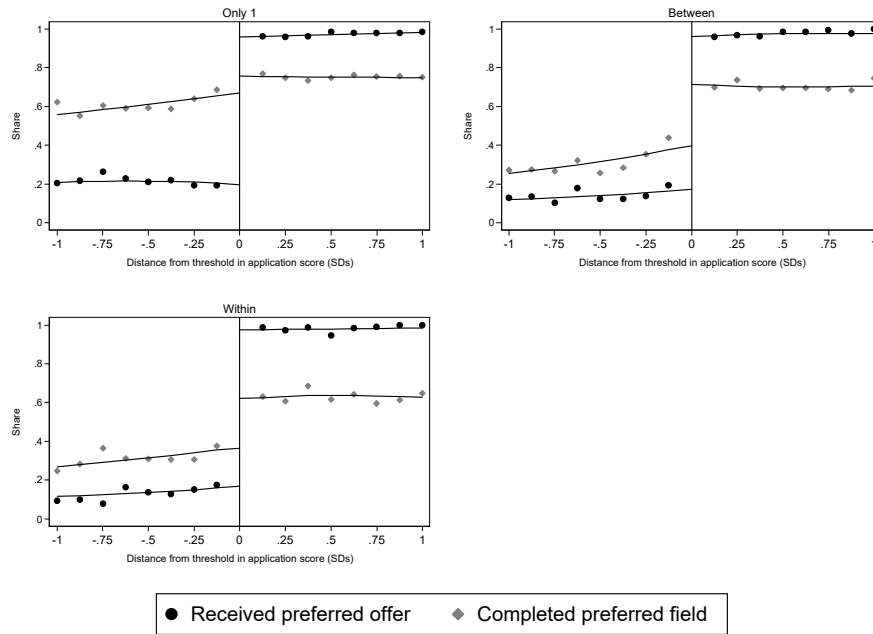 Only 1
1
.8
.6
.4
.2
0
Share
-1 -.75 -.5 -.25 0 .25 .5 .75 1
Distance from threshold in application score (SDs)
Between
1
.8
.6
.4
.2
0
Share
-1 -.75 -.5 -.25 0 .25 .5 .75 1
Distance from threshold in application score (SDs)
Within
1
.8
.6
.4
.2
0
Share
-1 -.75 -.5 -.25 0 .25 .5 .75 1
Distance from threshold in application score (SDs)
Received preferred offer Completed preferred field